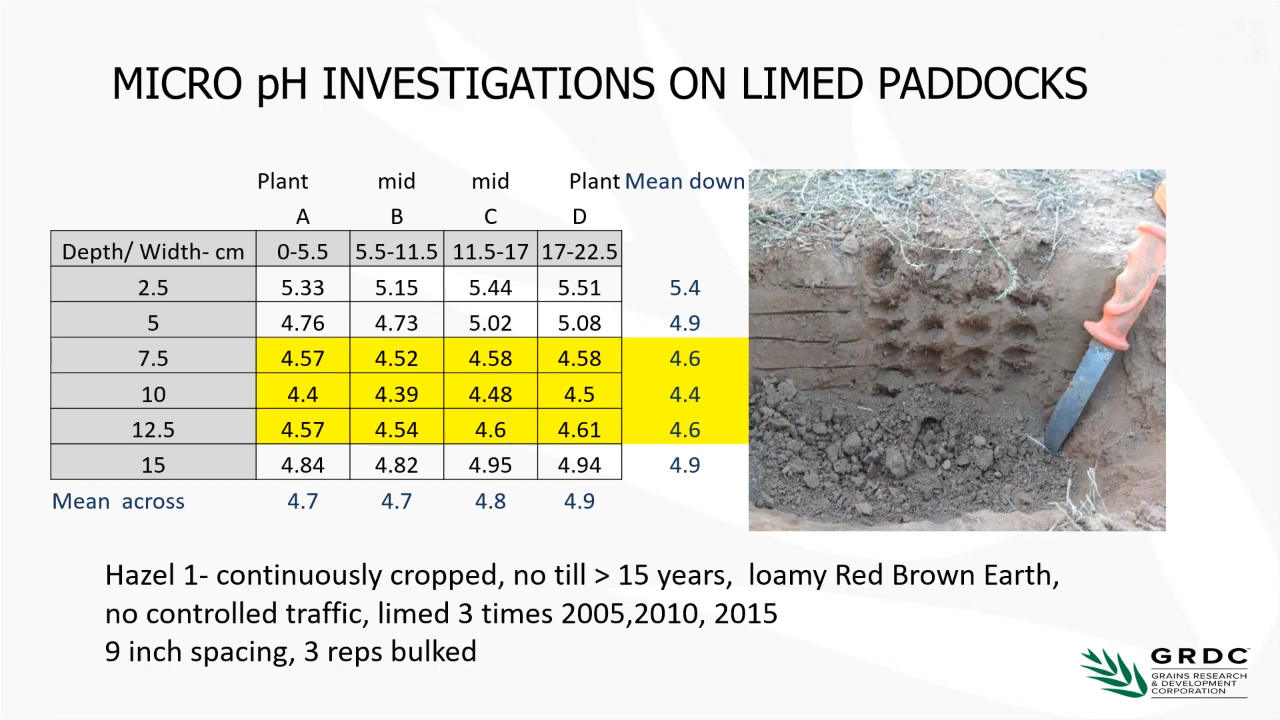 MICRO pH INVESTIGATIONS ON LIMED PADDOCKS
Plant mid mid Plant Mean down
A B C D
Depth/ Width- cm 0-5.5 5.5-11.5 11.5-17 17-22.5
2.5 5.33 5.15 5.44 5.51 5.4
5 4.76 4.73 5.02 5.08 4.9
7.5 4.57 4.52 4.58 4.58 4.6
10 4.4 4.39 4.48 4.5 4.4
12.5 4.57 4.54 4.6 4.61 4.6
15 4.84 4.82 4.95 4.94 4.9
Mean across 4.7 4.7 4.8 4.9
Hazel 1- continuously cropped, no till > 15 years, loamy Red Brown Earth,
no controlled traffic, limed 3 times 2005,2010, 2015
9 inch spacing, 3 reps bulked
GRDC
GRAINS RESEARCH
& DEVELOPMENT
CORPORATION